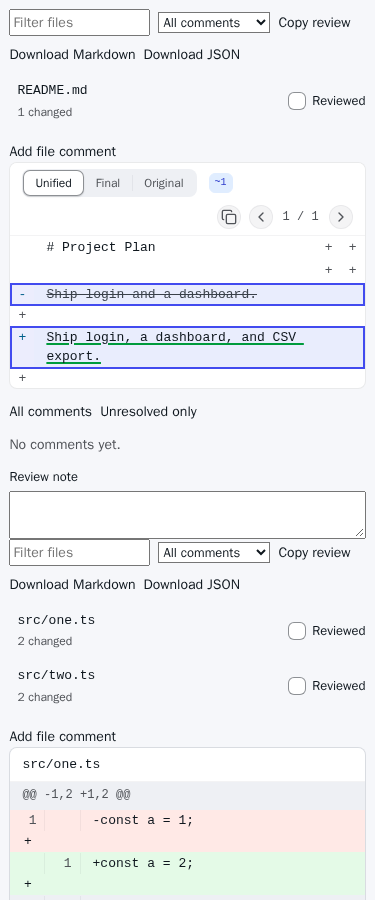 Filter files All comments Copy review
Download Markdown Download JSON
README.md
1 changed
Reviewed
Add file comment
Unified Final Original ~1
1 / 1
# Project Plan + +
+ +
- Ship login and a dashboard.
+
+ Ship login, a dashboard, and CSV
export.
+
All comments Unresolved only
No comments yet.
Review note
Filter files All comments Copy review
Download Markdown Download JSON
src/one.ts
2 changed
Reviewed
src/two.ts
2 changed
Reviewed
Add file comment
src/one.ts
@@ -1,2 +1,2 @@
1 -const a = 1;
+
1 +const a = 2;
+